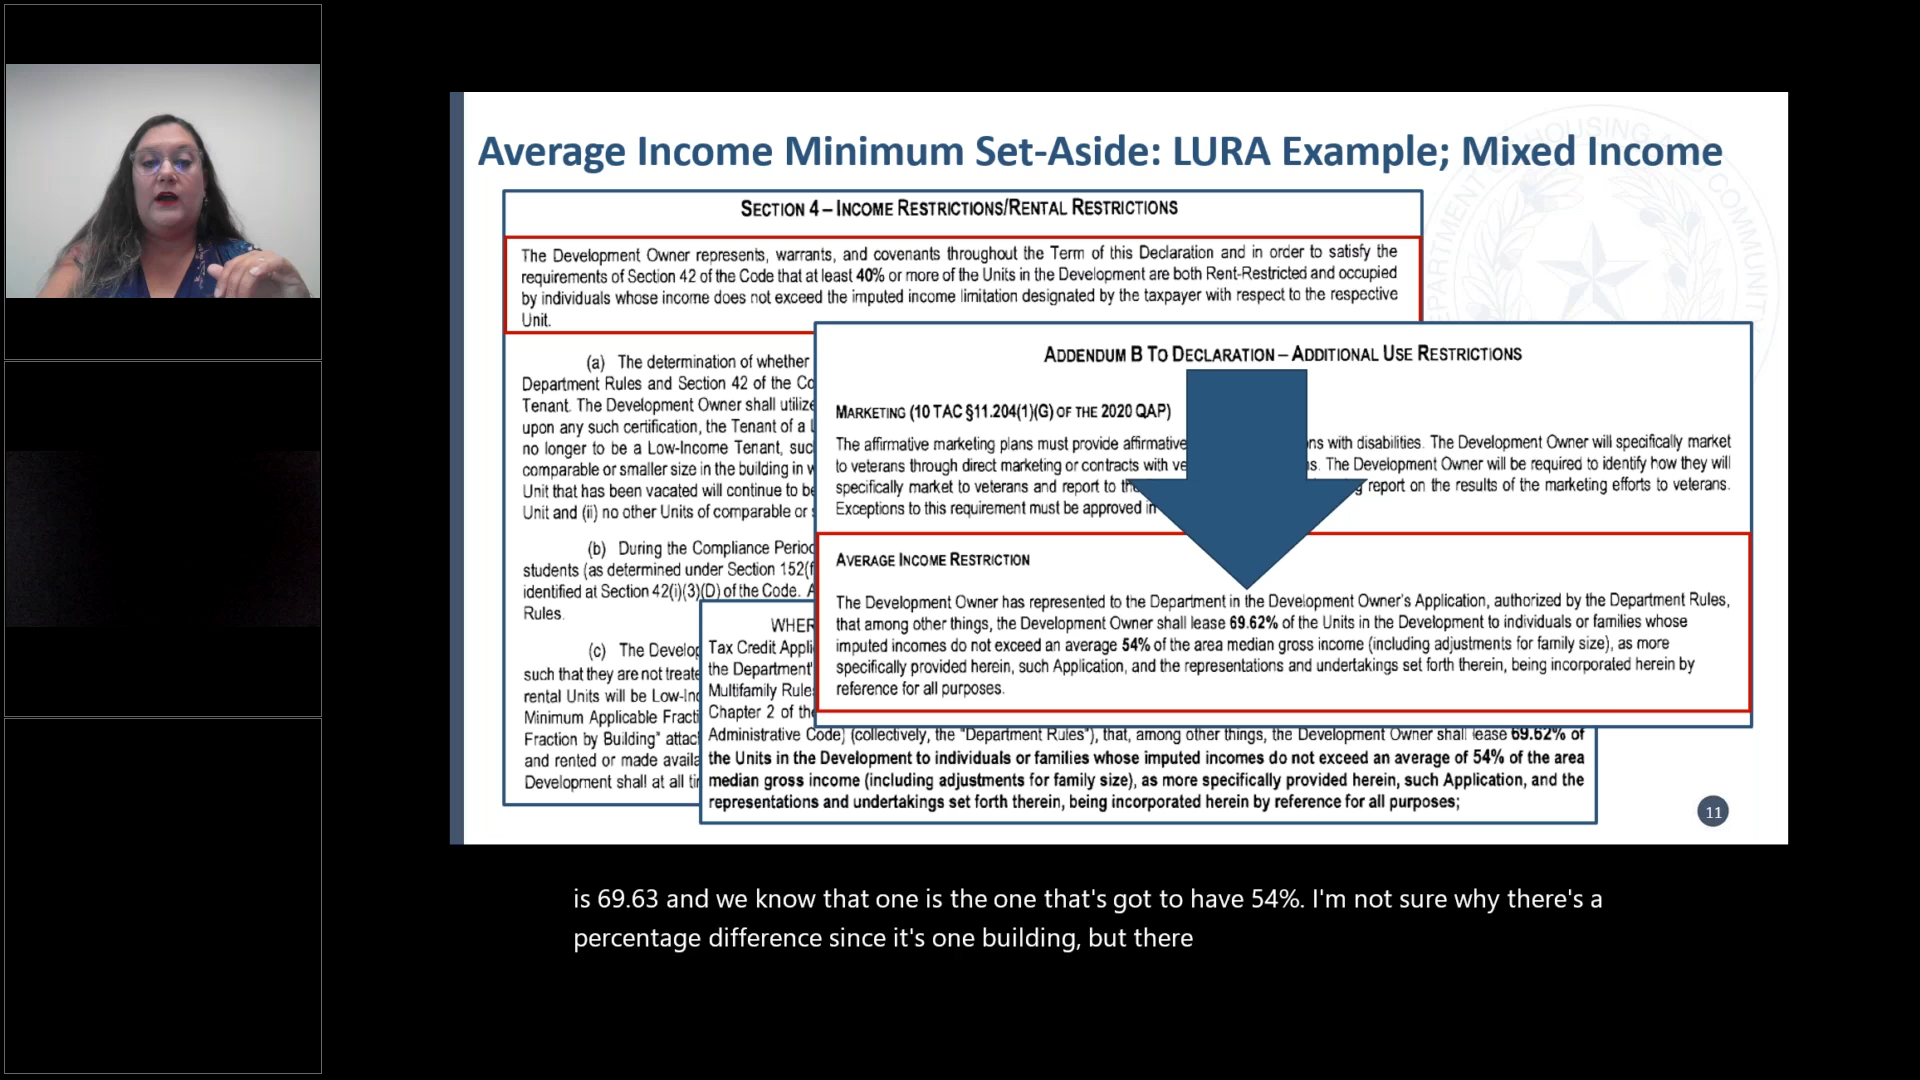 Average Income Minimum Set-Aside: LURA Example; Mixed Income
SECTION 4 – INCOME RESTRICTIONS/RENTAL RESTRICTIONS
The Development Owner represents, warrants, and covenants throughout the Term of this Declaration and in order to satisfy the
requirements of Section 42 of the Code that at least 40% or more of the Units in the Development are both Rent-Restricted and occupied
by individuals whose income does not exceed the imputed income limitation designated by the taxpayer with respect to the respective
Unit.
(a) The determination of whether
Department Rules and Section 42 of the Co
Tenant. The Development Owner shall utilize
upon any such certification, the Tenant of a
no longer to be a Low-Income Tenant, suc
comparable or smaller size in the building in w
Unit that has been vacated will continue to be
Unit and (ii) no other Units of comparable or
(b) During the Compliance Period
students (as determined under Section 152(f
identified at Section 42(i)(3)(D) of the Code. A
Rules.
(c) The Develop
such that they are not treate
rental Units will be Low-Inc
Minimum Applicable Fracti
Fraction by Building" attac
and rented or made availa
Development shall at all ti
WHER
Tax Credit Appli
the Department'
Multifamily Rule
Chapter 2 of the
Administrative Code) (collectively, the "Department Rules"), that, among other things, the Development Owner shall lease 69.62% of
the Units in the Development to individuals or families whose imputed incomes do not exceed an average of 54% of the area
median gross income (including adjustments for family size), as more specifically provided herein, such Application, and the
representations and undertakings set forth therein, being incorporated herein by reference for all purposes;
ADDENDUM B TO DECLARATION – ADDITIONAL USE RESTRICTIONS
MARKETING (10 TAC §11.204(1)(G) OF THE 2020 QAP)
The affirmative marketing plans must provide affirmative ns with disabilities. The Development Owner will specifically market
to veterans through direct marketing or contracts with ve s. The Development Owner will be required to identify how they will
specifically market to veterans and report to the g report on the results of the marketing efforts to veterans.
Exceptions to this requirement must be approved in
AVERAGE INCOME RESTRICTION
The Development Owner has represented to the Department in the Development Owner's Application, authorized by the Department Rules,
that among other things, the Development Owner shall lease 69.62% of the Units in the Development to individuals or families whose
imputed incomes do not exceed an average 54% of the area median gross income (including adjustments for family size), as more
specifically provided herein, such Application, and the representations and undertakings set forth therein, being incorporated herein by
reference for all purposes.
11
is 69.63 and we know that one is the one that's got to have 54%. I'm not sure why there's a
percentage difference since it's one building, but there